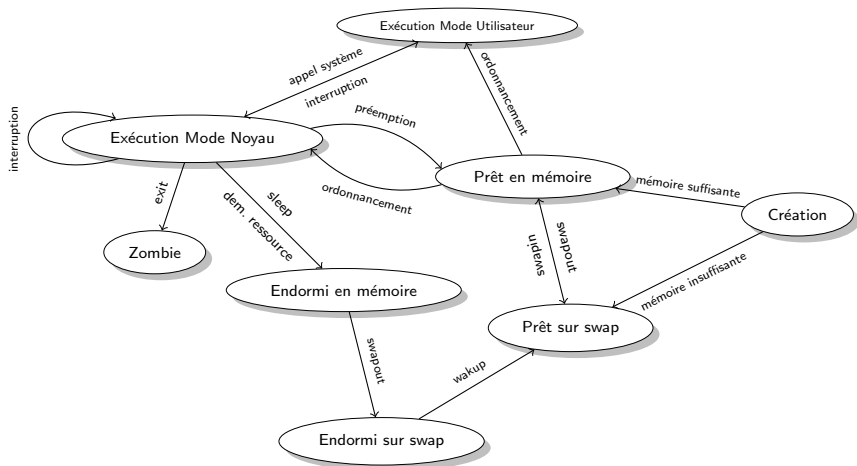 Exécution Mode Utilisateur
appel système
interruption
ordonnancement
interruption
Exécution Mode Noyau
préemption
ordonnancement
Prêt en mémoire
mémoire suffisante
Création
exit
sleep
dem. ressource
Zombie
swapout
swapin
mémoire insuffisante
Endormi en mémoire
Prêt sur swap
swapout
wakup
Endormi sur swap